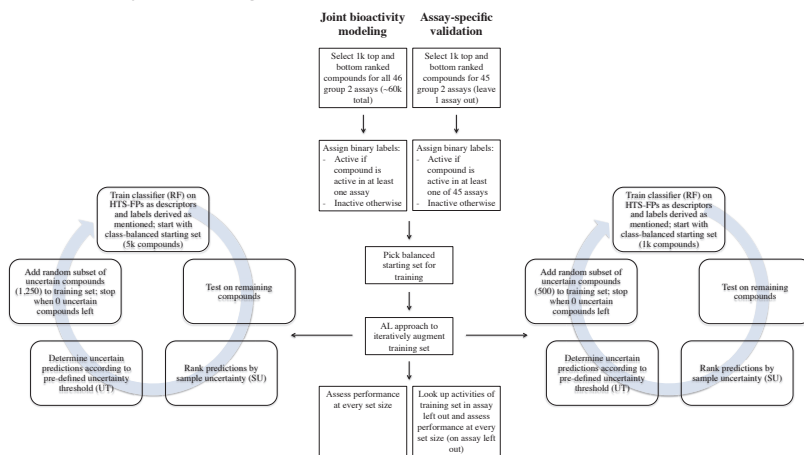 Joint bioactivity
modeling
Assay-specific
validation
Select 1k top and
bottom ranked
compounds for all 46
group 2 assays (~60k
total)
Select 1k top and
bottom ranked
compounds for 45
group 2 assays (leave
1 assay out)
Assign binary labels:
- Active if
compound is
active in at least
one assay
- Inactive otherwise
Assign binary labels:
- Active if
compound is
active in at least
one of 45 assays
- Inactive otherwise
Pick balanced
starting set for
training
AL approach to
iteratively augment
training set
Assess performance
at every set size
Look up activities of
training set in assay
left out and assess
performance at every
set size (on assay left
out)
Train classifier (RF) on
HTS-FPs as descriptors
and labels derived as
mentioned; start with
class-balanced starting set
(5k compounds)
Test on remaining
compounds
Rank predictions by
sample uncertainty (SU)
Determine uncertain
predictions according to
pre-defined uncertainty
threshold (UT)
Add random subset of
uncertain compounds
(1,250) to training set; stop
when 0 uncertain
compounds left
Train classifier (RF) on
HTS-FPs as descriptors
and labels derived as
mentioned; start with
class-balanced starting set
(1k compounds)
Test on remaining
compounds
Rank predictions by
sample uncertainty (SU)
Determine uncertain
predictions according to
pre-defined uncertainty
threshold (UT)
Add random subset of
uncertain compounds
(500) to training set; stop
when 0 uncertain
compounds left